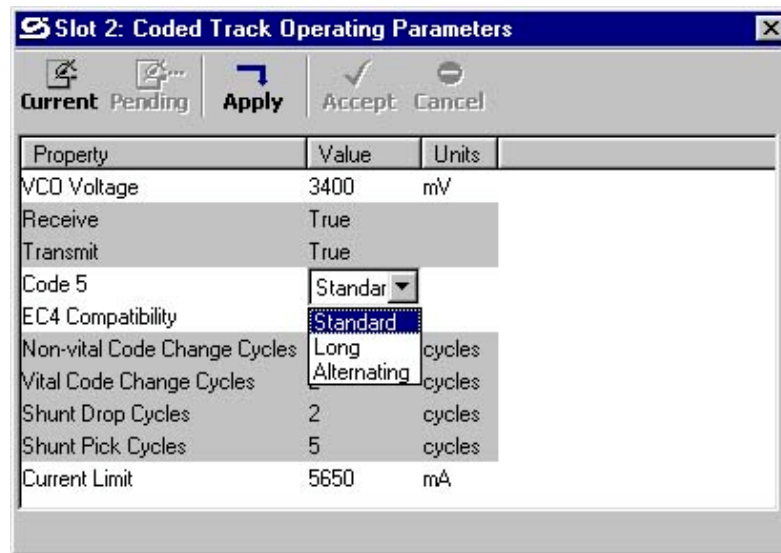 Slot 2: Coded Track Operating Parameters
Current Pending Apply Accept Cancel
Property Value Units
VCO Voltage 3400 mV
Receive True
Transmit True
Code 5 Standar
EC4 Compatibility Standard
Non-vital Code Change Cycles Long cycles
Vital Code Change Cycles Alternating cycles
Shunt Drop Cycles 2 cycles
Shunt Pick Cycles 5 cycles
Current Limit 5650 mA